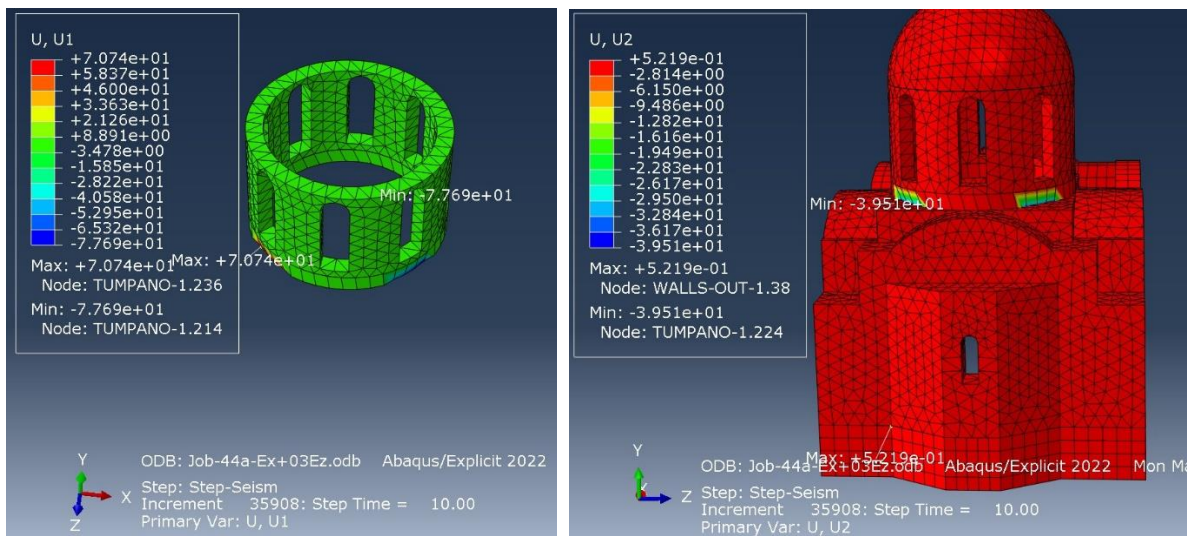 U, U1
+7.074e+01
+5.837e+01
+4.600e+01
+3.363e+01
+2.126e+01
+8.891e+00
-3.478e+00
-1.585e+01
-2.822e+01
-4.058e+01
-5.295e+01
-6.532e+01
-7.769e+01
Max: +7.074e+01
Node: TUMPANO-1.236
Min: -7.769e+01
Node: TUMPANO-1.214
Min: -7.769e+01
Max: +7.074e+01
Y
X
Z
ODB: Job-44a-Ex+03Ez.odb Abaqus/Explicit 2022
Step: Step-Seism
Increment 35908: Step Time = 10.00
Primary Var: U, U1
U, U2
+5.219e-01
-2.814e+00
-6.150e+00
-9.486e+00
-1.282e+01
-1.616e+01
-1.949e+01
-2.283e+01
-2.617e+01
-2.950e+01
-3.284e+01
-3.617e+01
-3.951e+01
Max: +5.219e-01
Node: WALLS-OUT-1.38
Min: -3.951e+01
Node: TUMPANO-1.224
Min: -3.951e+01
Max: +5.219e-01
Y
Z
ODB: Job-44a-Ex+03Ez.odb Abaqus/Explicit 2022 Mon
Step: Step-Seism
Increment 35908: Step Time = 10.00
Primary Var: U, U2